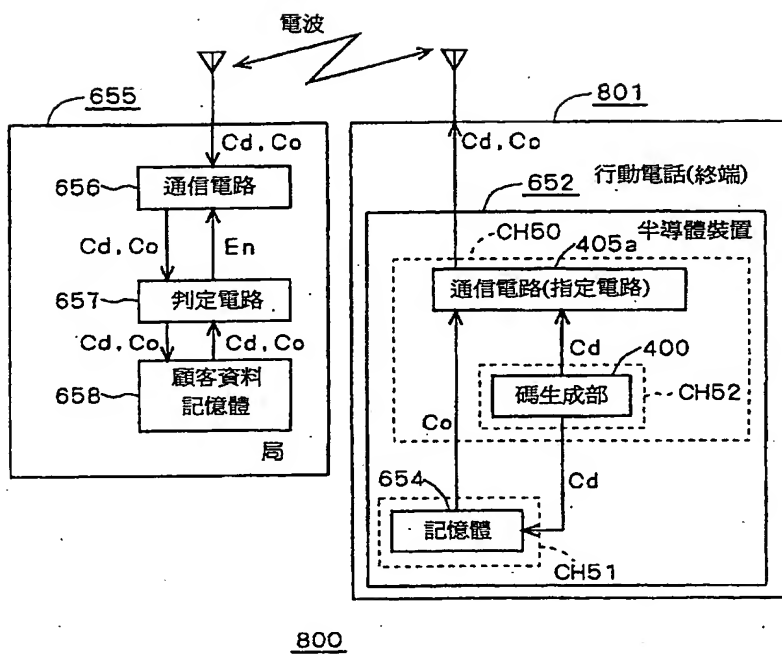 電波
655
801
Cd, Co
656
通信電路
Cd, Co
En
657
判定電路
Cd, Co
Cd, Co
658
顧客資料
記憶體
局
Cd, Co
行動電話(終端)
652
CH50
半導體裝置
405a
通信電路(指定電路)
Cd
400
碼生成部
CH52
Co
Cd
654
記憶體
CH51
800